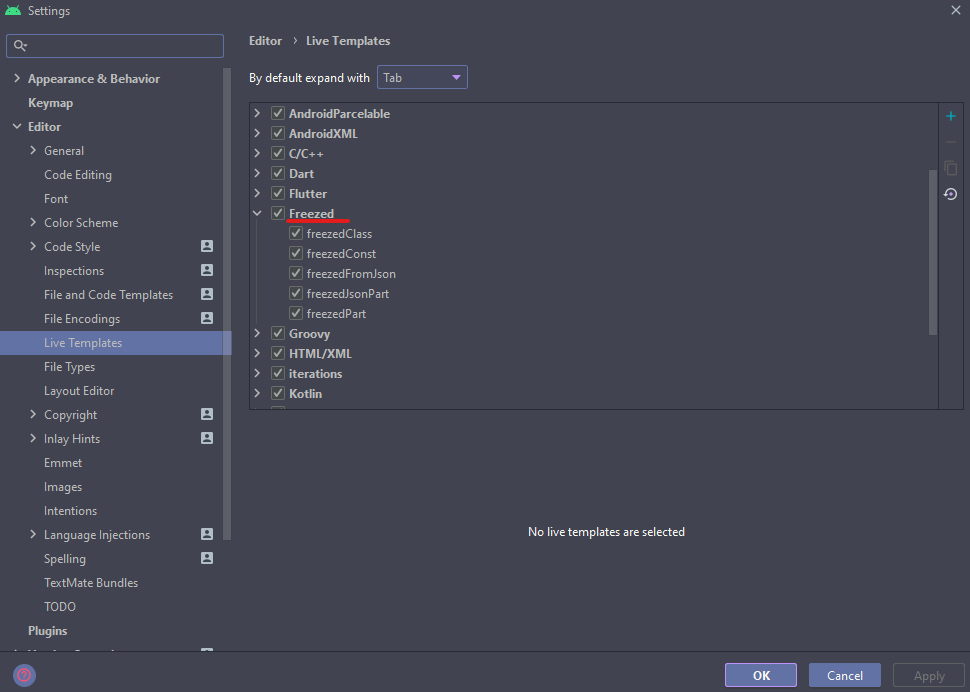 Settings
Editor › Live Templates
By default expand with Tab
Appearance & Behavior
Keymap
Editor
General
Code Editing
Font
Color Scheme
Code Style
Inspections
File and Code Templates
File Encodings
Live Templates
File Types
Layout Editor
Copyright
Inlay Hints
Emmet
Images
Intentions
Language Injections
Spelling
TextMate Bundles
TODO
Plugins
AndroidParcelable
AndroidXML
C/C++
Dart
Flutter
Freezed
freezedClass
freezedConst
freezedFromJson
freezedJsonPart
freezedPart
Groovy
HTML/XML
iterations
Kotlin
No live templates are selected
?
OK
Cancel
Apply